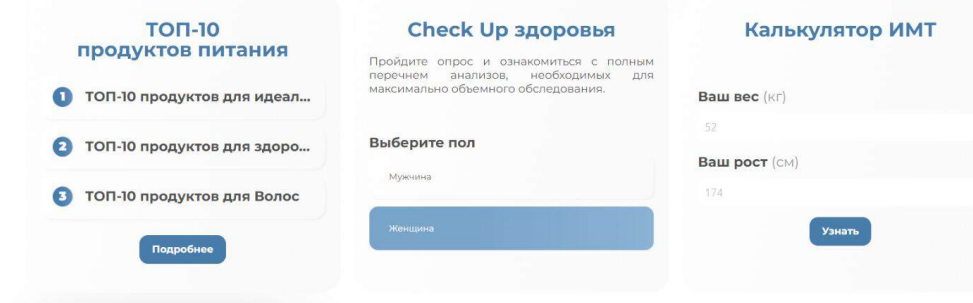 ТОП-10
продуктов питания
1 ТОП-10 продуктов для идеал...
2 ТОП-10 продуктов для здоро...
3 ТОП-10 продуктов для Волос
Подробнее
Check Up здоровья
Пройдите опрос и ознакомиться с полным
перечнем анализов, необходимых для
максимально объемного обследования.
Выберите пол
Мужчина
Женщина
Калькулятор ИМТ
Ваш вес (кг)
52
Ваш рост (см)
174
Узнать